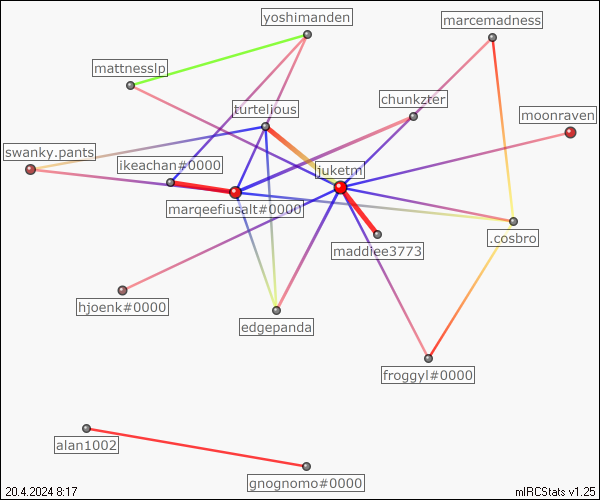 yoshimanden
marcemadness
mattnesslp
chunkzter
turtelious
moonraven
swanky.pants
ikeachan#0000
juketm
marqeefiusalt#0000
.cosbro
maddiee3773
hjoenk#0000
edgepanda
froggyl#0000
alan1002
gnognomo#0000
20.4.2024 8:17
mIRCStats v1.25